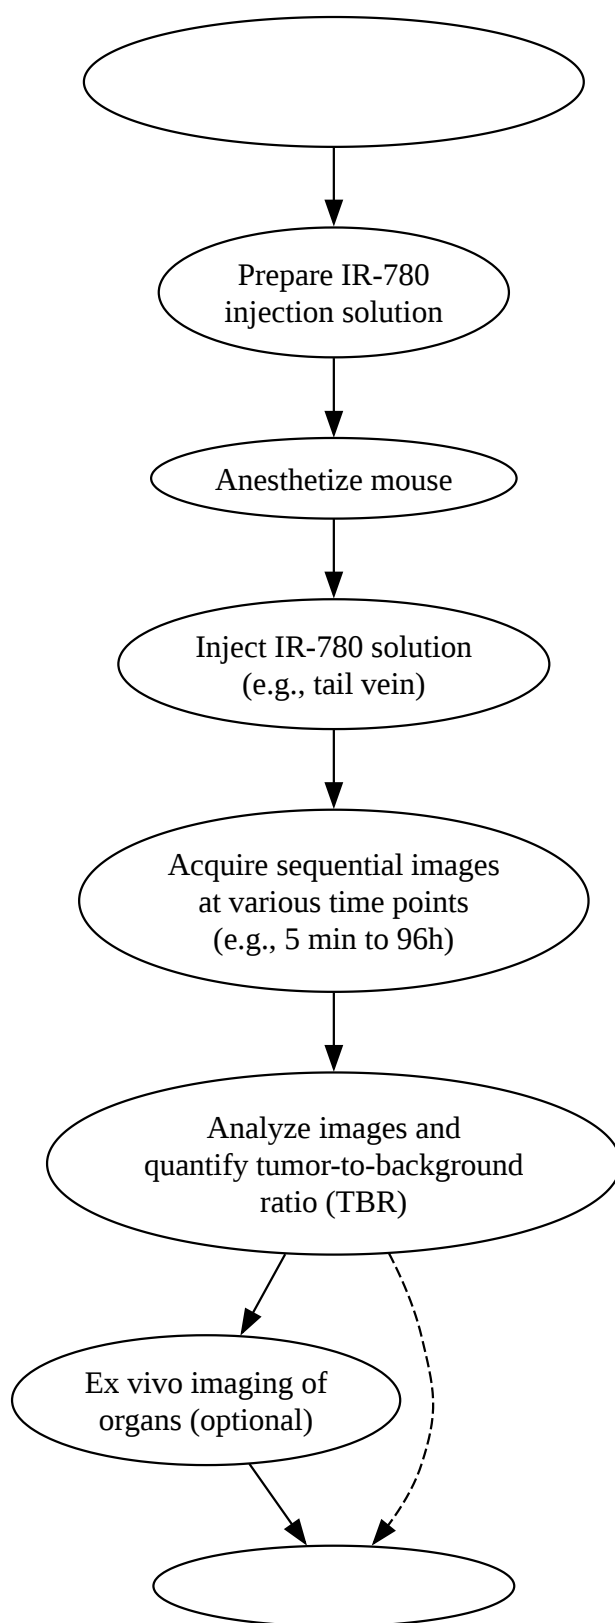 Prepare IR-780
injection solution
Anesthetize mouse
Inject IR-780 solution
(e.g., tail vein)
Acquire sequential images
at various time points
(e.g., 5 min to 96h)
Analyze images and
quantify tumor-to-background
ratio (TBR)
Ex vivo imaging of
organs (optional)